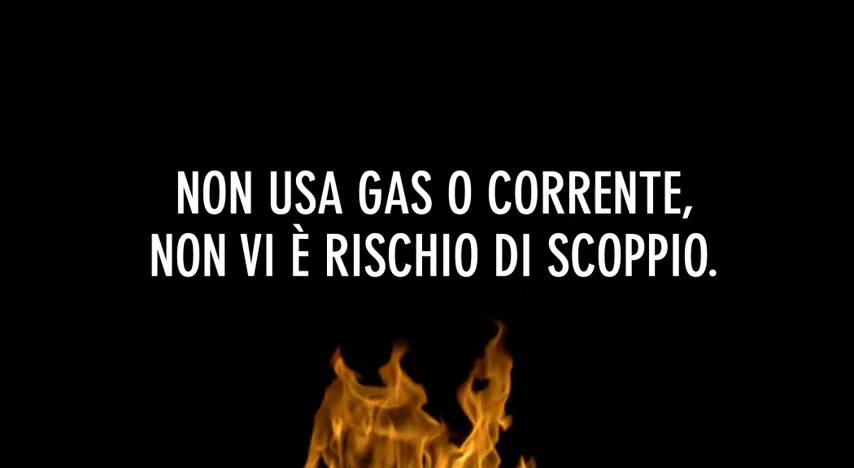 NON USA GAS O CORRENTE,
NON VI È RISCHIO DI SCOPPIO.